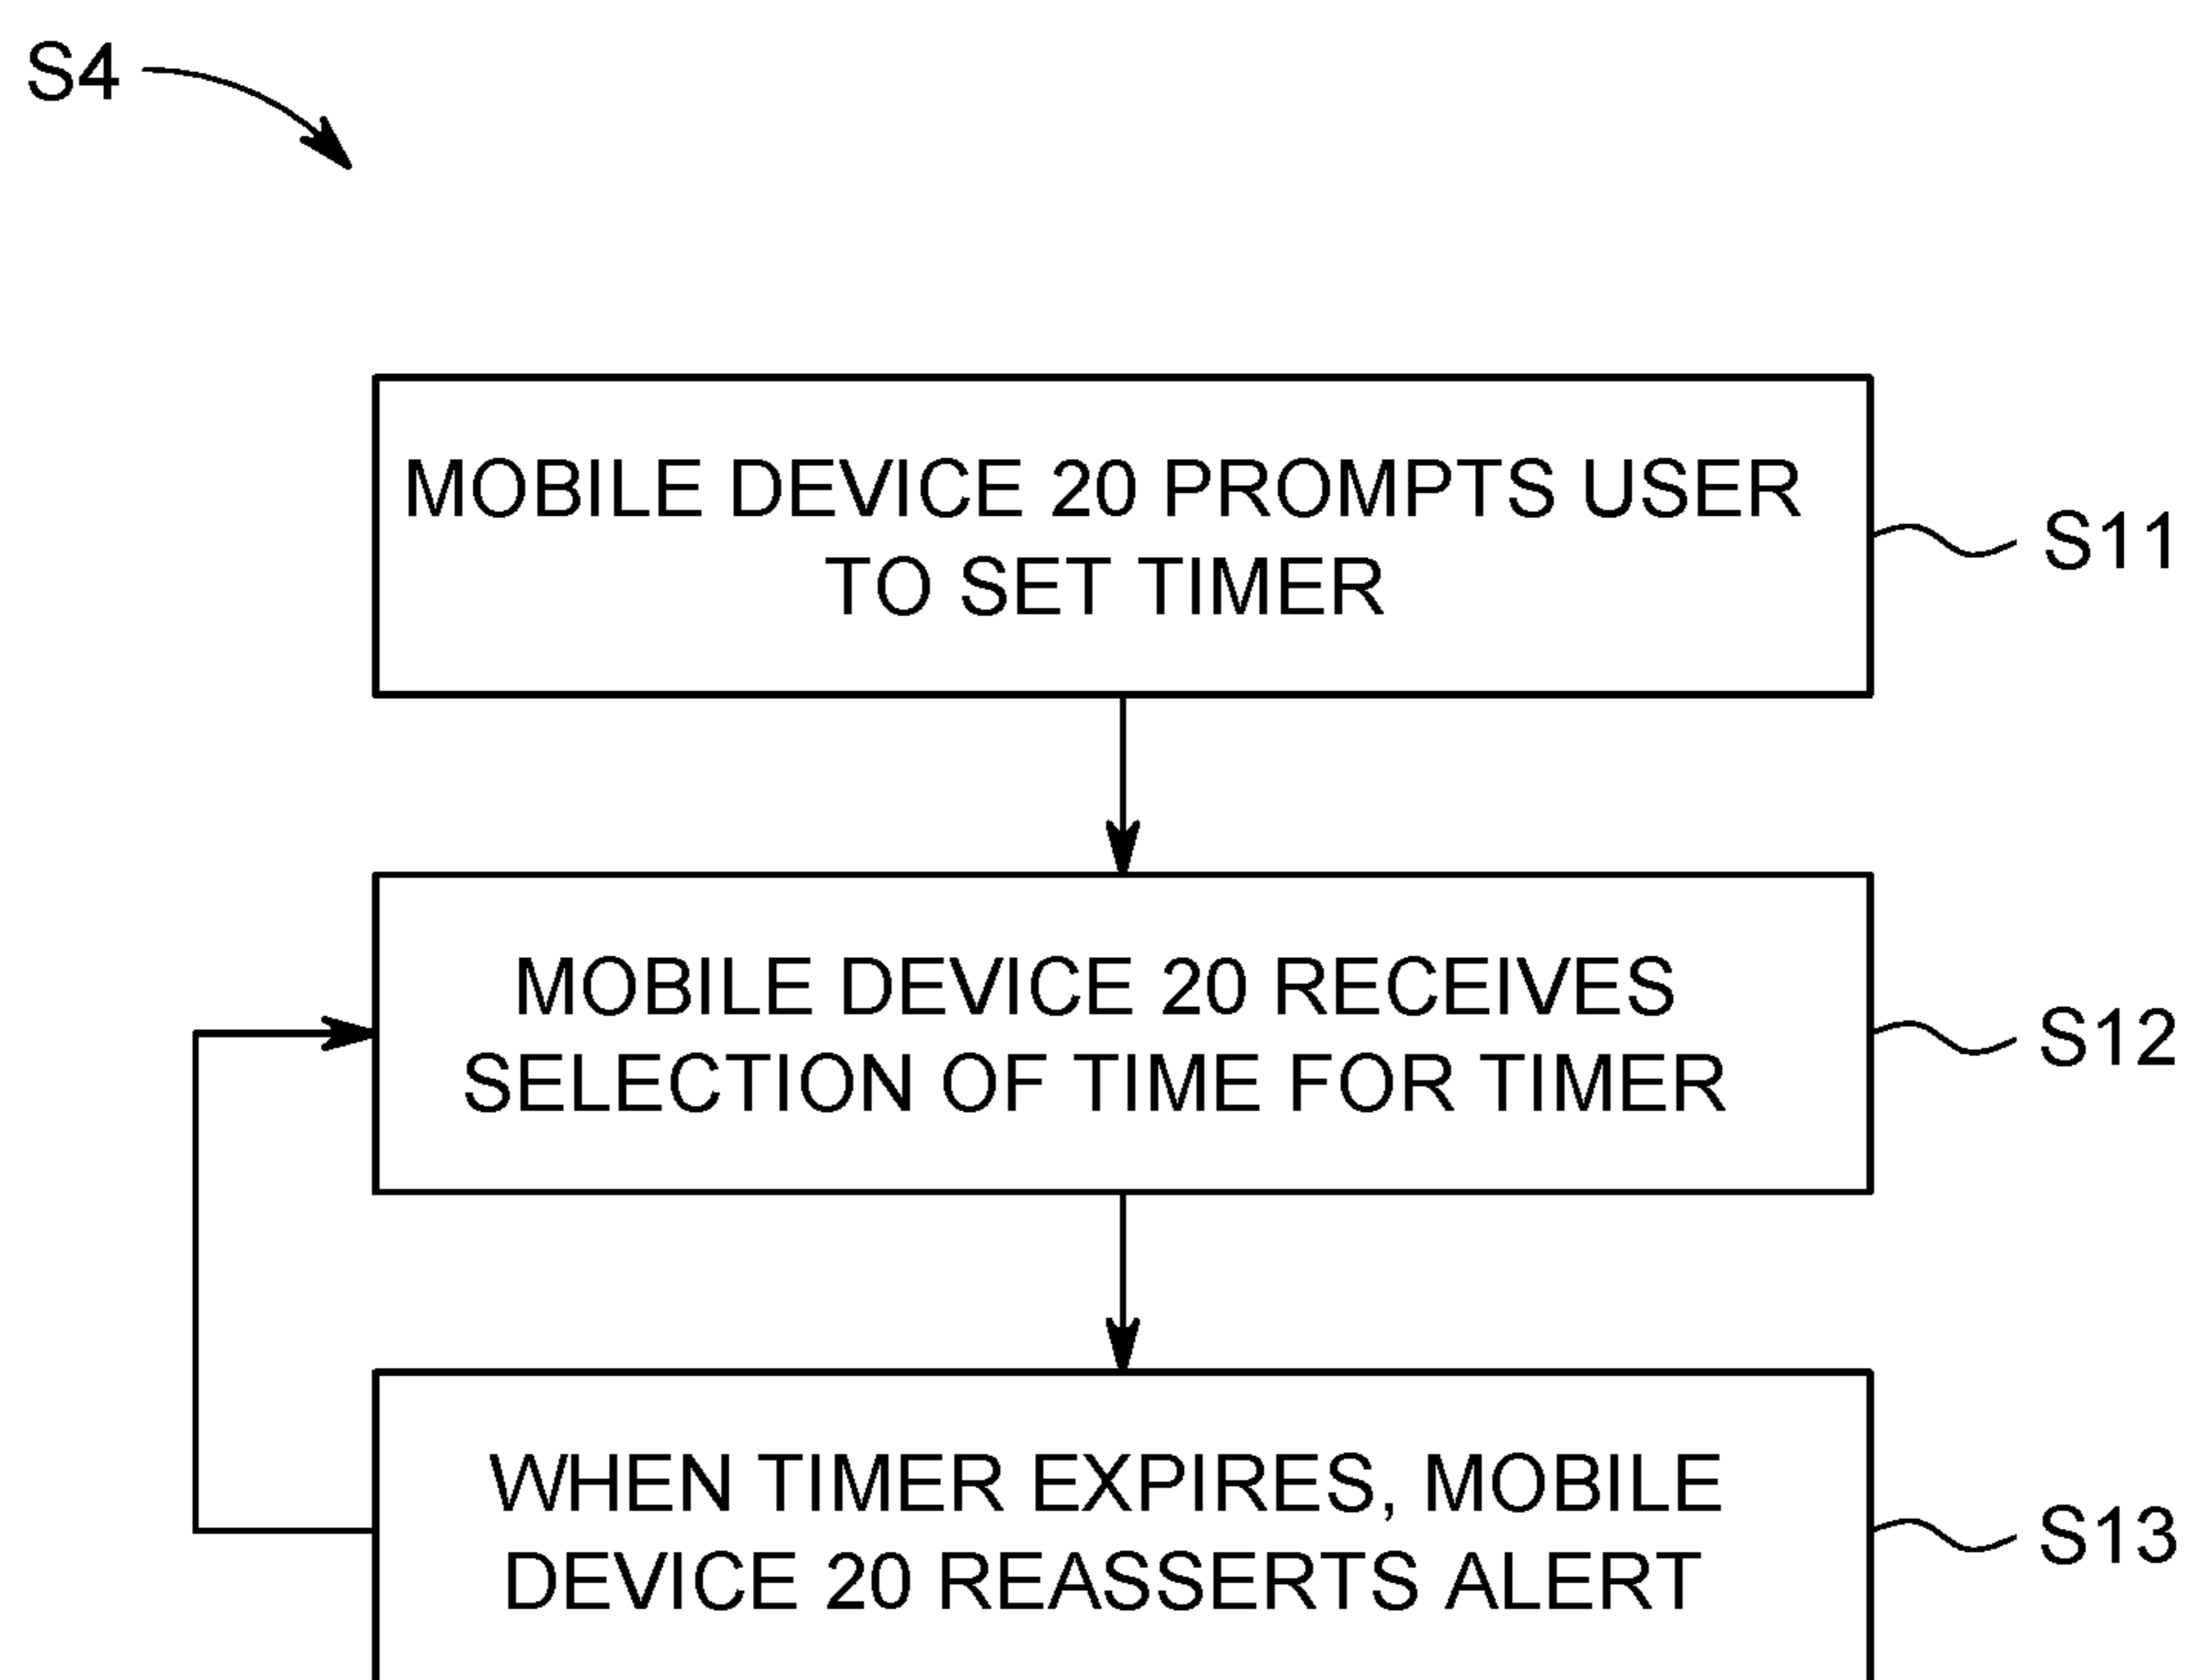 S4
MOBILE DEVICE 20 PROMPTS USER
TO SET TIMER
S11
MOBILE DEVICE 20 RECEIVES
SELECTION OF TIME FOR TIMER
S12
WHEN TIMER EXPIRES, MOBILE
DEVICE 20 REASSERTS ALERT
S13